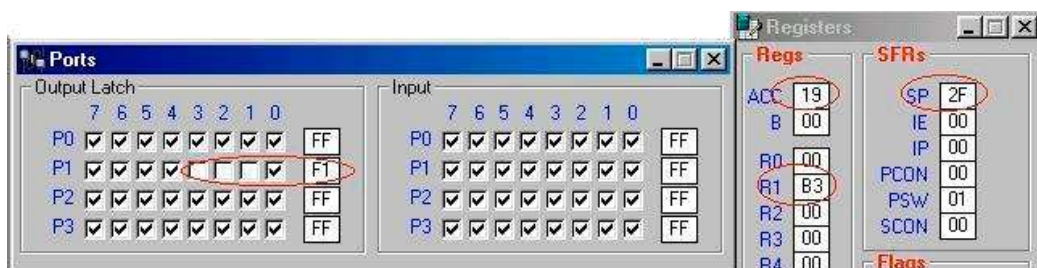 Ports
Output Latch
7 6 5 4 3 2 1 0
P0 FF
P1 F1
P2 FF
P3 FF
Input
7 6 5 4 3 2 1 0
P0 FF
P1 FF
P2 FF
P3 FF
Registers
Regs
ACC 19
B 00
R0 00
R1 B3
R2 00
R3 00
R4 00
SFRs
SP 2F
IE 00
IP 00
PCON 00
PSW 01
SCON 00
Flags